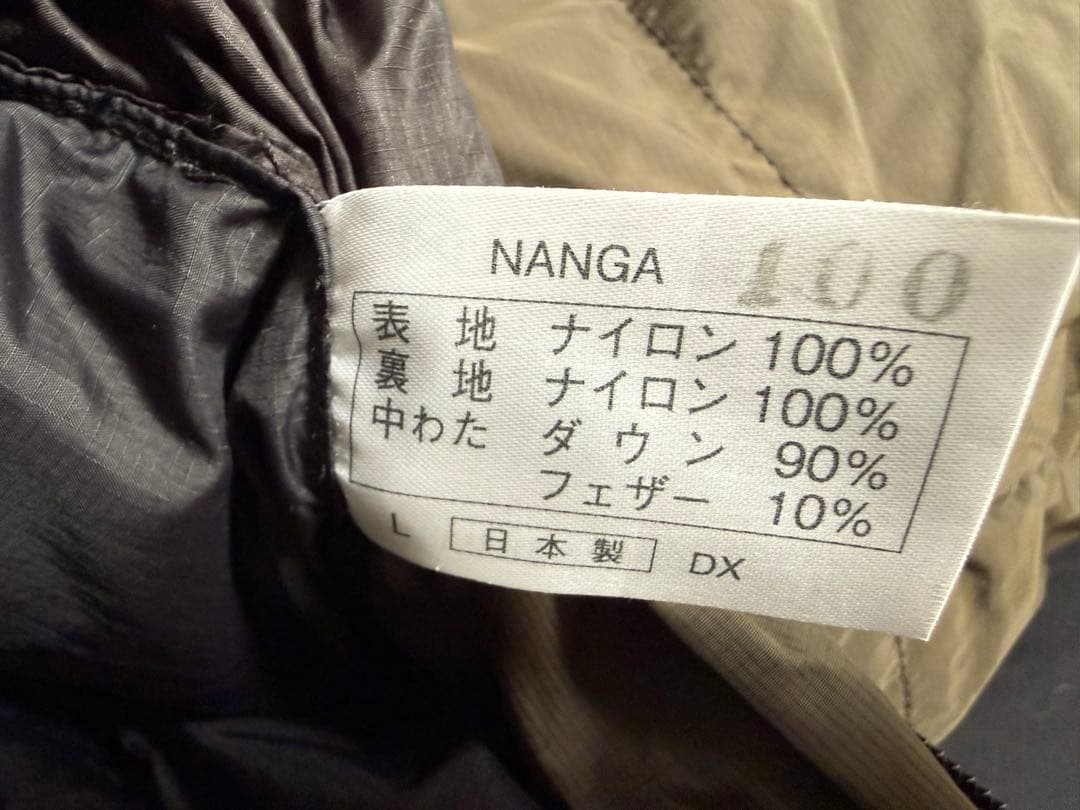 NANGA 100
表 地 ナイロン 100%
裏 地 ナイロン 100%
中わた ダウン 90%
フェザー 10%
L 日本製 DX